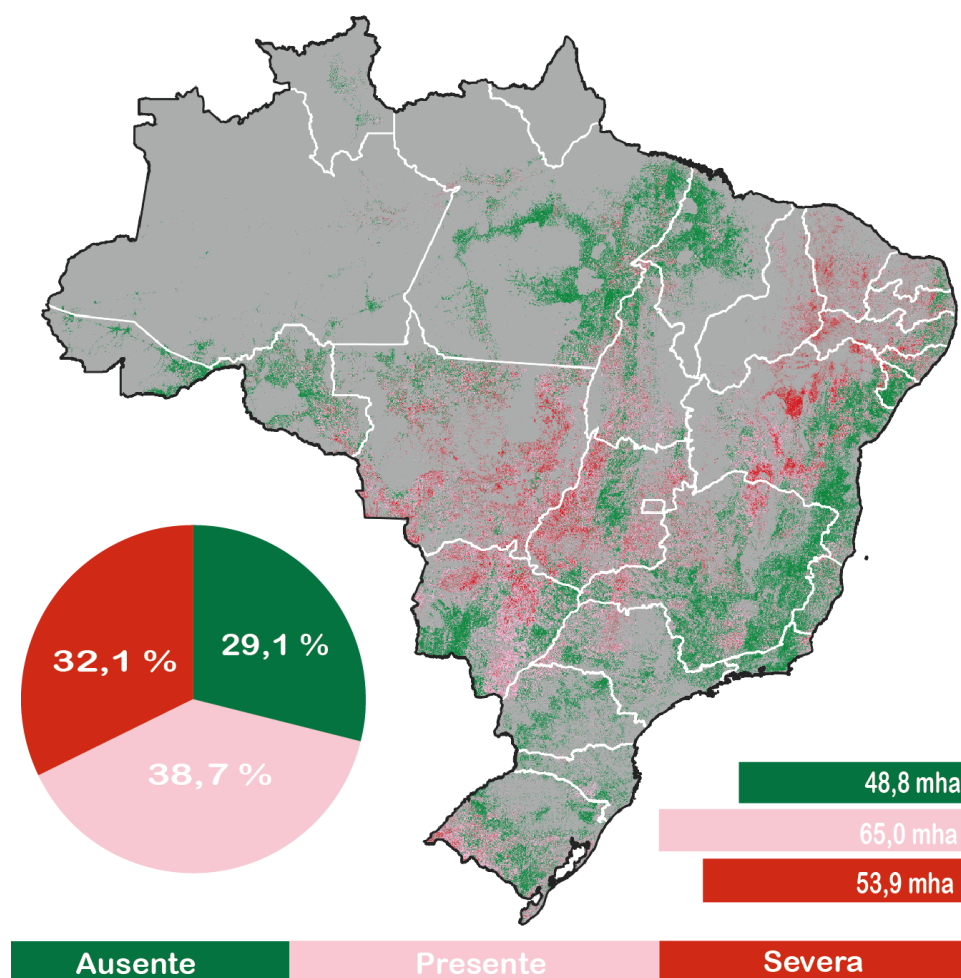 32,1 %
29,1 %
38,7 %
48,8 mha
65,0 mha
53,9 mha
Ausente Presente Severa